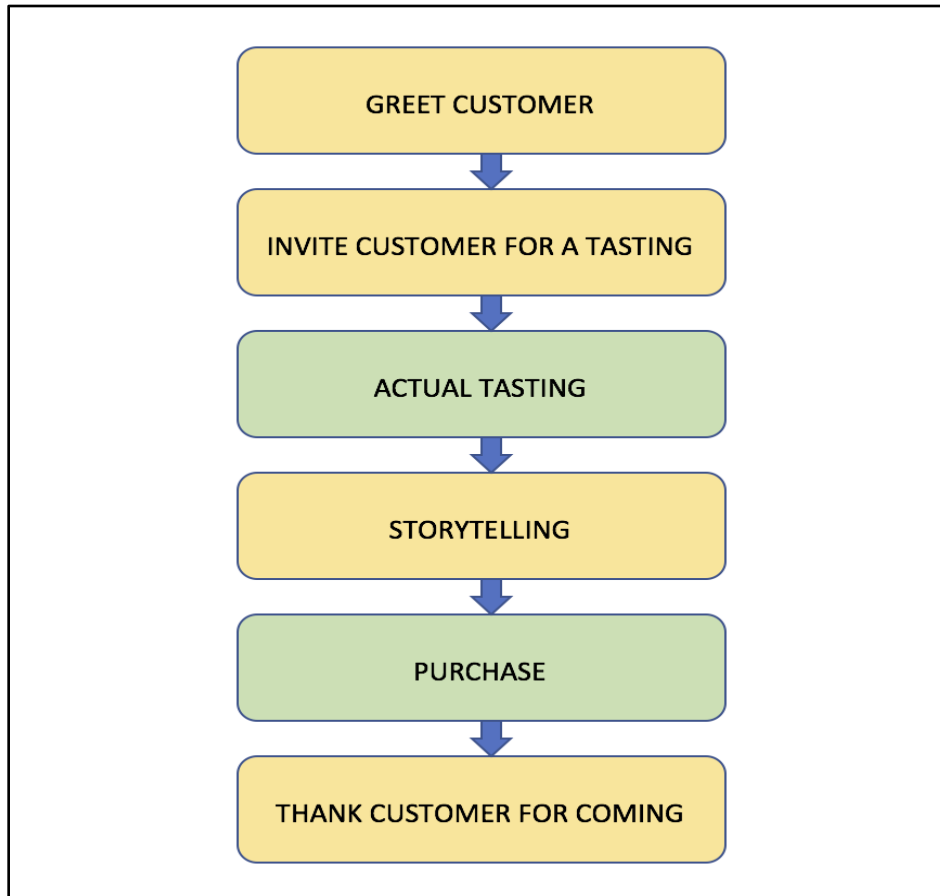 GREET CUSTOMER
INVITE CUSTOMER FOR A TASTING
ACTUAL TASTING
STORYTELLING
PURCHASE
THANK CUSTOMER FOR COMING